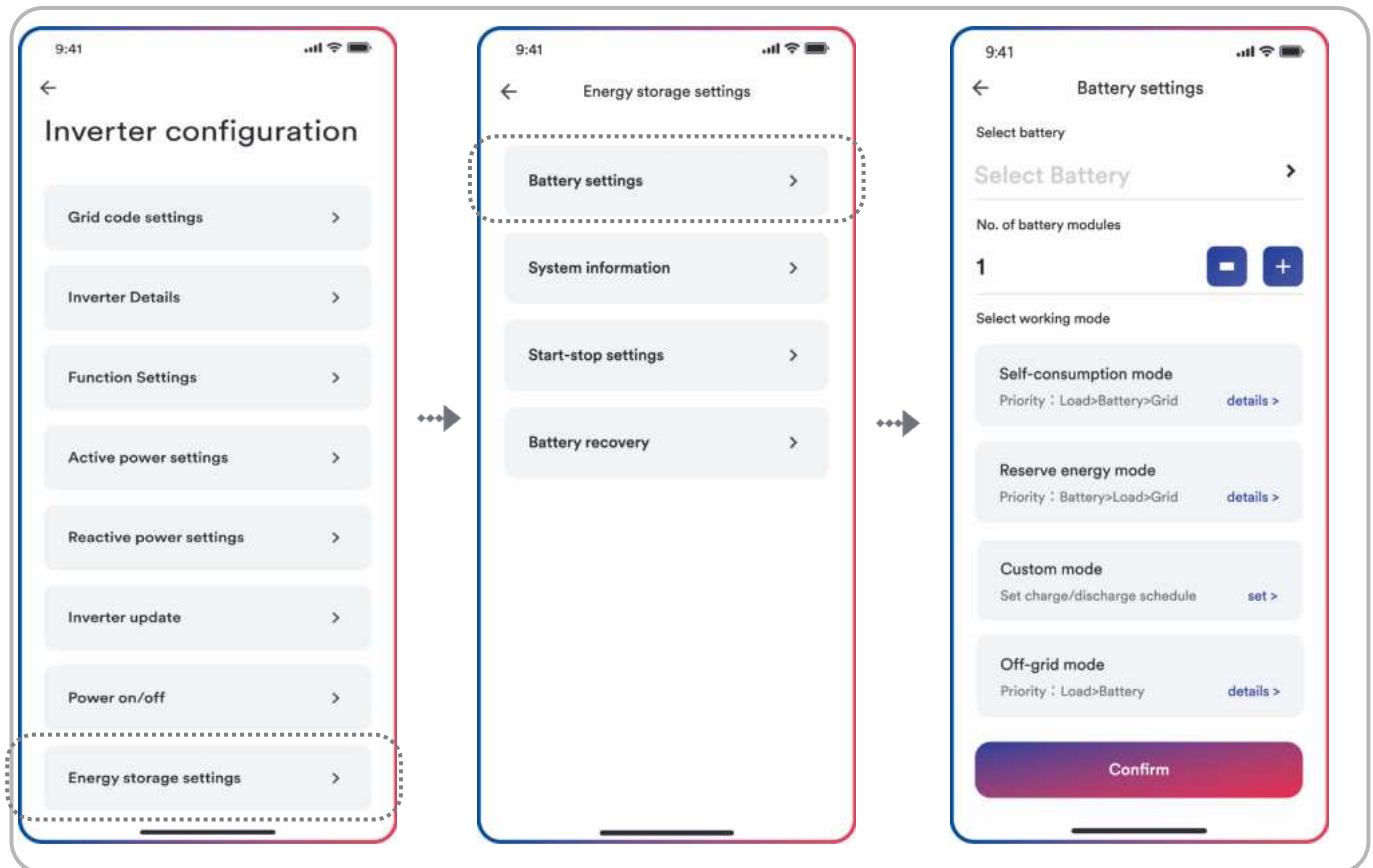 9:41
Inverter configuration
Grid code settings
Inverter Details
Function Settings
Active power settings
Reactive power settings
Inverter update
Power on/off
Energy storage settings
9:41
Energy storage settings
Battery settings
System information
Start-stop settings
Battery recovery
9:41
Battery settings
Select battery
Select Battery
No. of battery modules
1
Select working mode
Self-consumption mode
Priority：Load>Battery>Grid details >
Reserve energy mode
Priority：Battery>Load>Grid details >
Custom mode
Set charge/discharge schedule set >
Off-grid mode
Priority：Load>Battery details >
Confirm